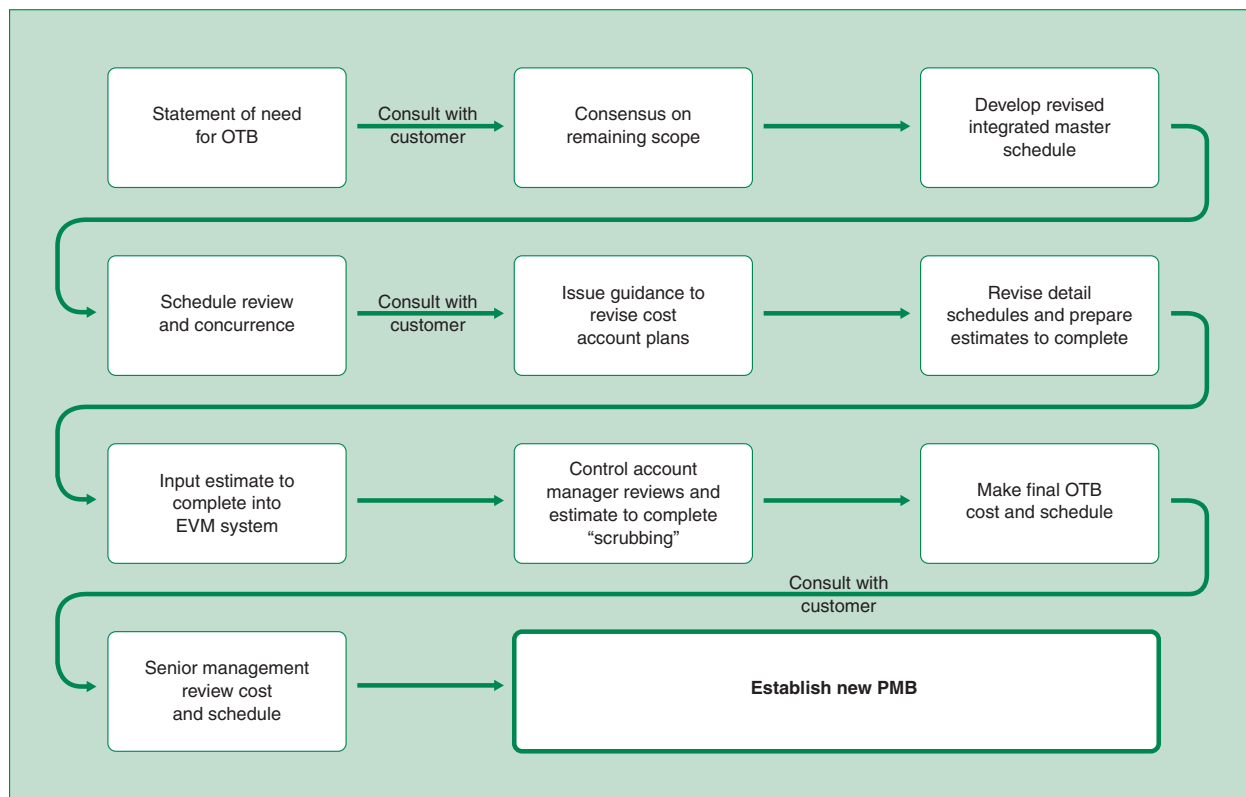 Statement of need
for OTB
Consult with
customer
Consensus on
remaining scope
Develop revised
integrated master
schedule
Schedule review
and concurrence
Consult with
customer
Issue guidance to
revise cost
account plans
Revise detail
schedules and prepare
estimates to complete
Input estimate to
complete into
EVM system
Control account
manager reviews and
estimate to complete
“scrubbing”
Make final OTB
cost and schedule
Consult with
customer
Senior management
review cost
and schedule
Establish new PMB